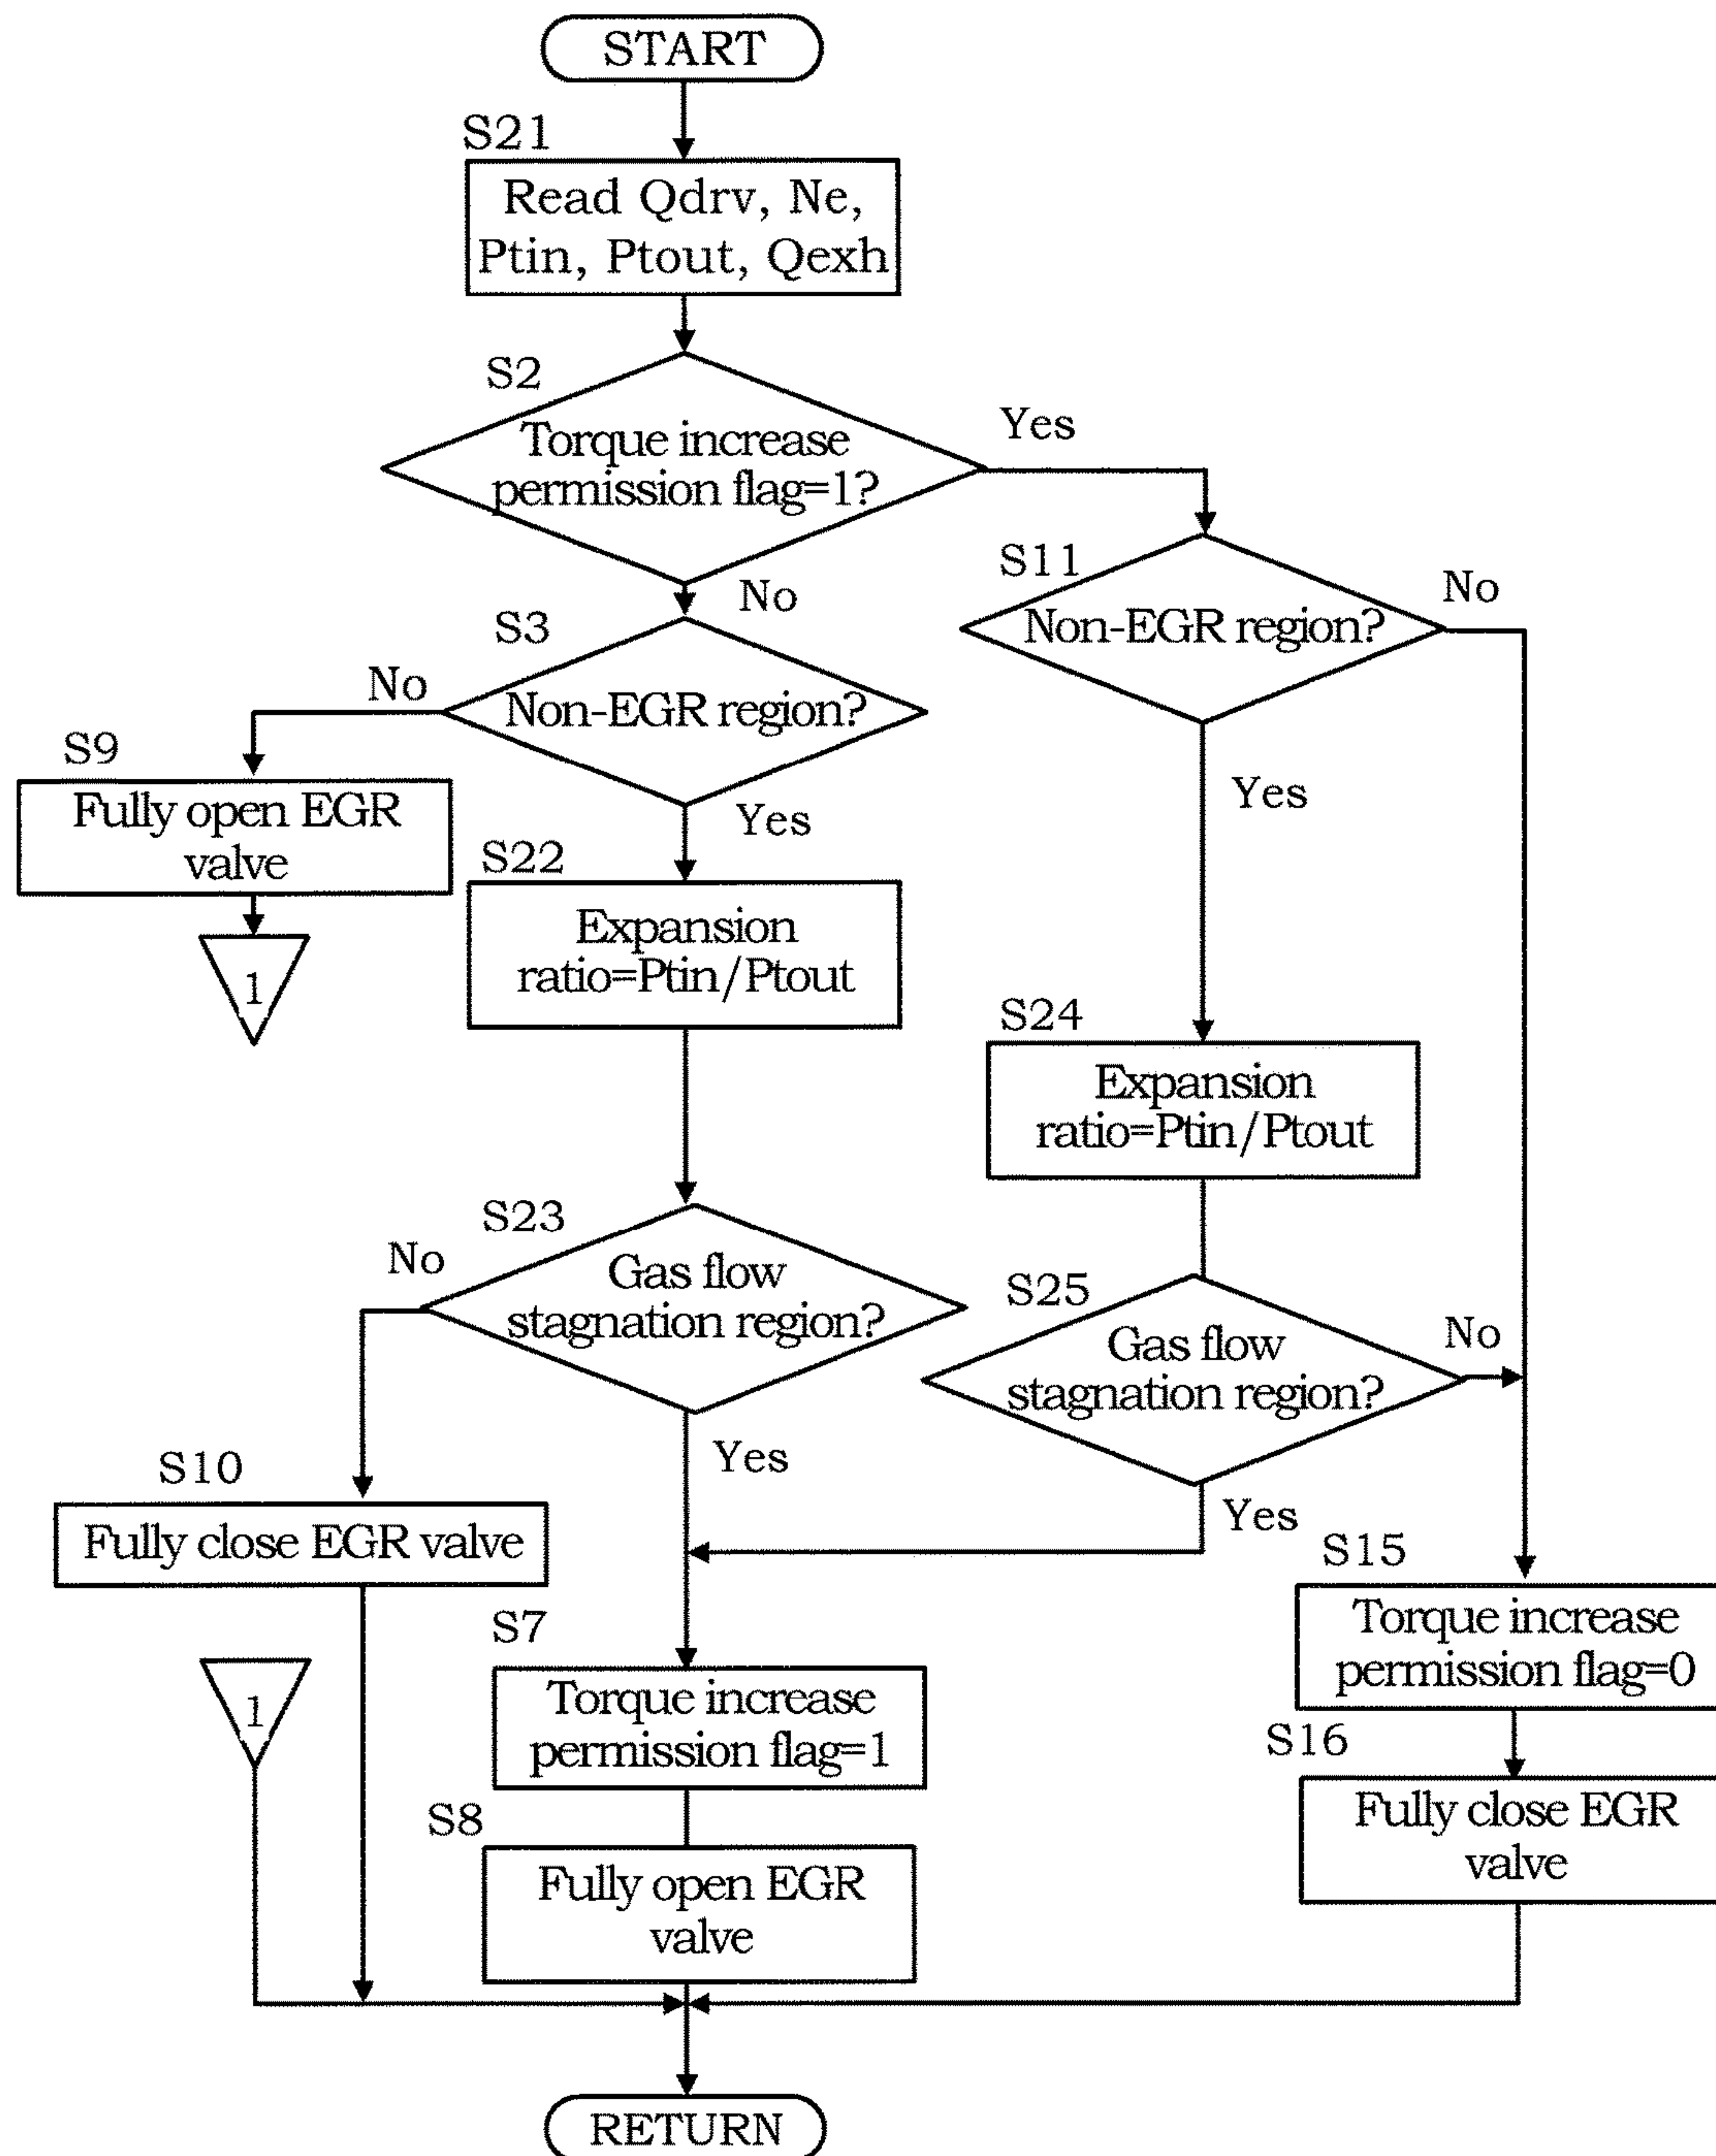 START
S21
Read Qdrv, Ne,
Ptin, Ptout, Qexh
S2
Torque increase
permission flag=1?
Yes
No
S11
Non-EGR region?
No
Yes
S3
Non-EGR region?
No
Yes
S9
Fully open EGR
valve
1
S22
Expansion
ratio=Ptin/Ptout
S24
Expansion
ratio=Ptin/Ptout
S23
Gas flow
stagnation region?
No
Yes
S25
Gas flow
stagnation region?
No
Yes
S10
Fully close EGR valve
S15
Torque increase
permission flag=0
1
S7
Torque increase
permission flag=1
S16
Fully close EGR
valve
S8
Fully open EGR
valve
RETURN